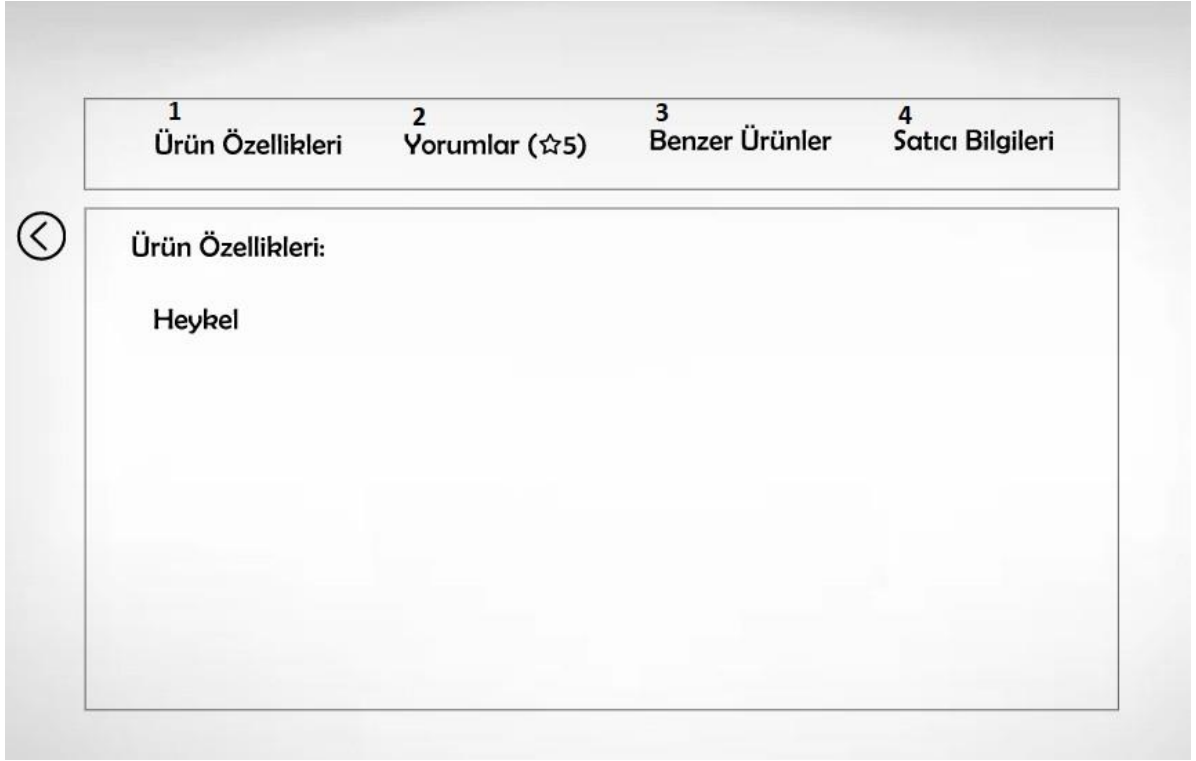 1 2 3 4
Ürün Özellikleri Yorumlar (☆5) Benzer Ürünler Satıcı Bilgileri
Ürün Özellikleri:
Heykel